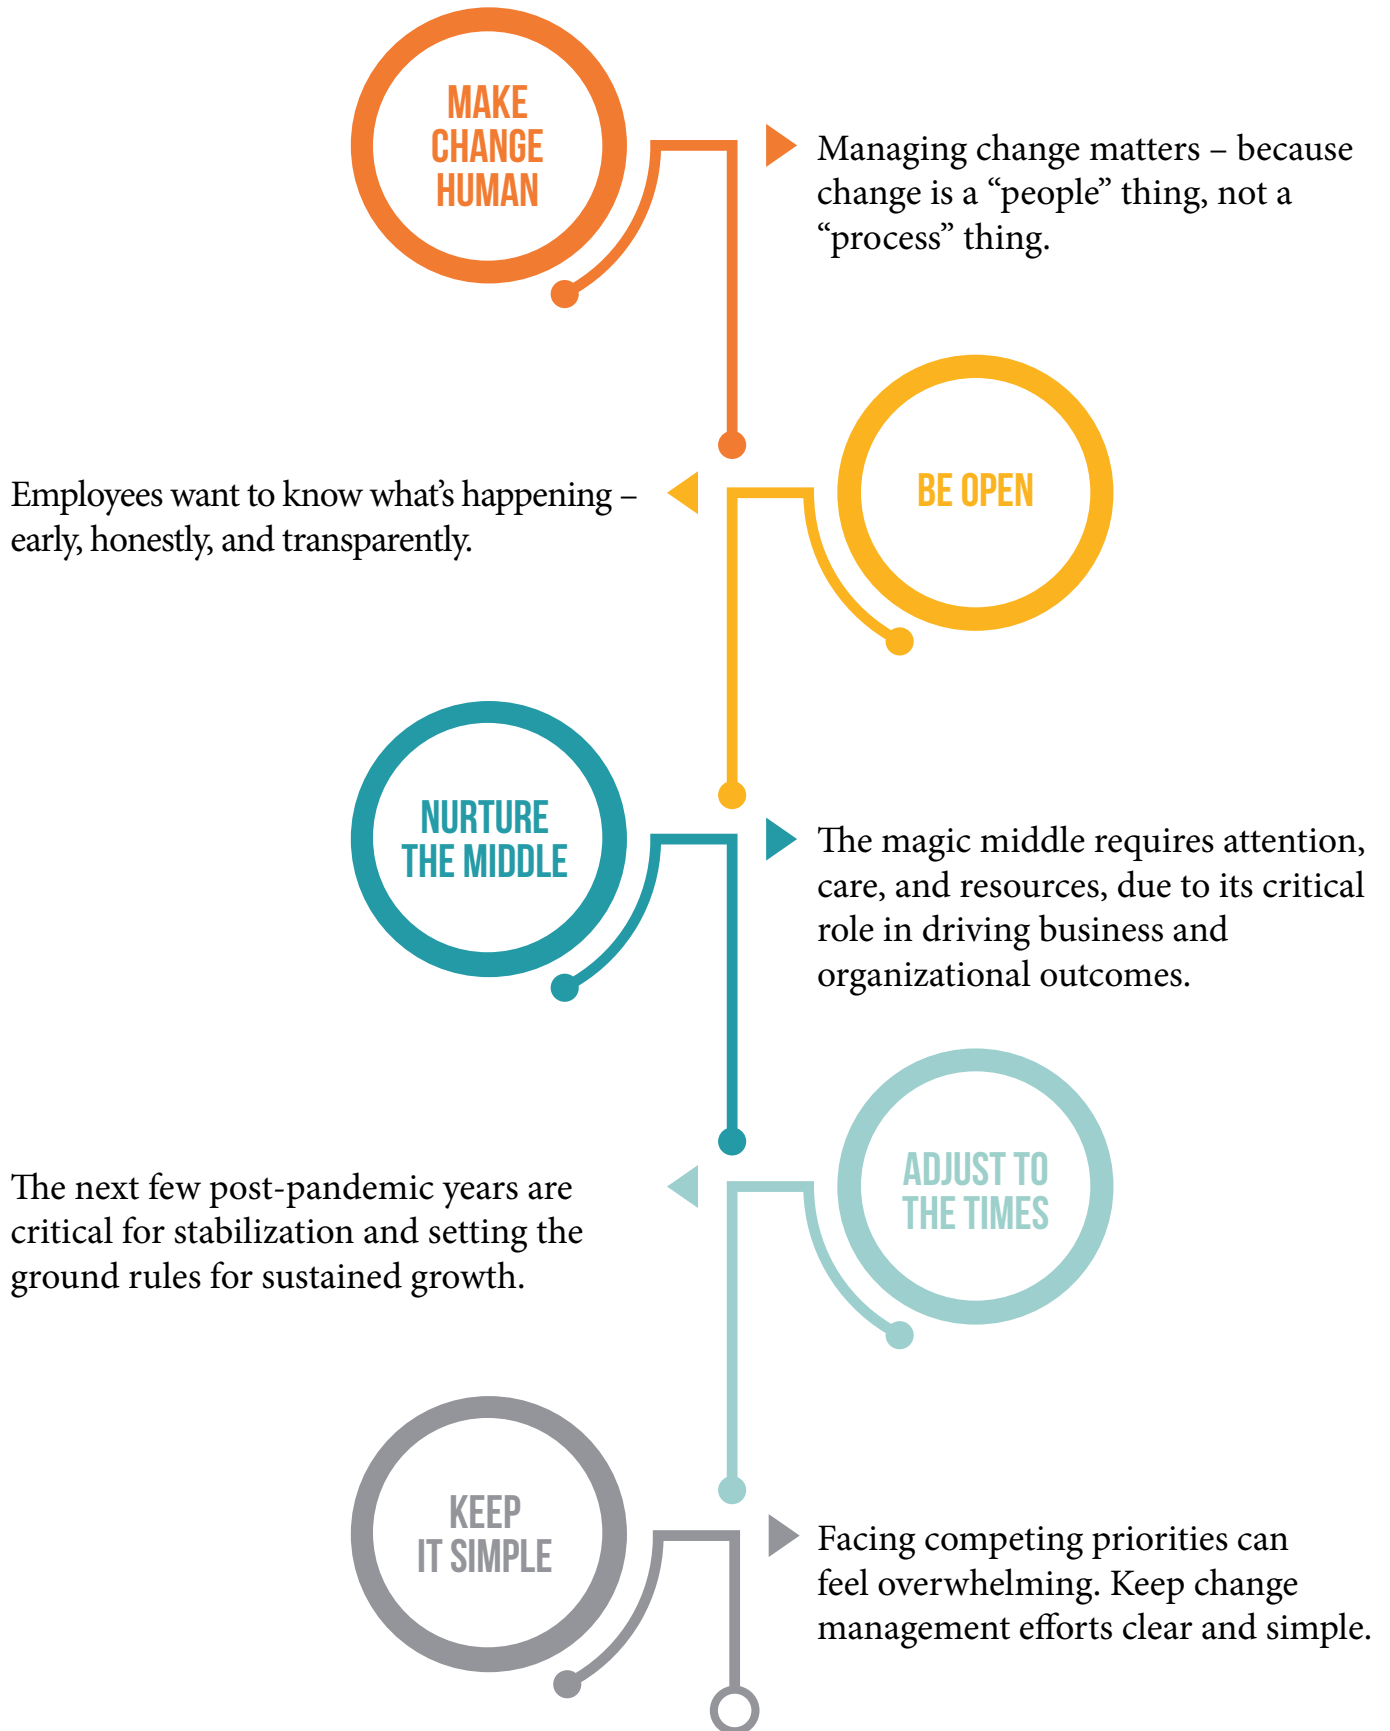 MAKE
CHANGE
HUMAN
Managing change matters – because
change is a “people” thing, not a
“process” thing.
BE OPEN
Employees want to know what’s happening –
early, honestly, and transparently.
NURTURE
THE MIDDLE
The magic middle requires attention,
care, and resources, due to its critical
role in driving business and
organizational outcomes.
ADJUST TO
THE TIMES
The next few post-pandemic years are
critical for stabilization and setting the
ground rules for sustained growth.
KEEP
IT SIMPLE
Facing competing priorities can
feel overwhelming. Keep change
management efforts clear and simple.